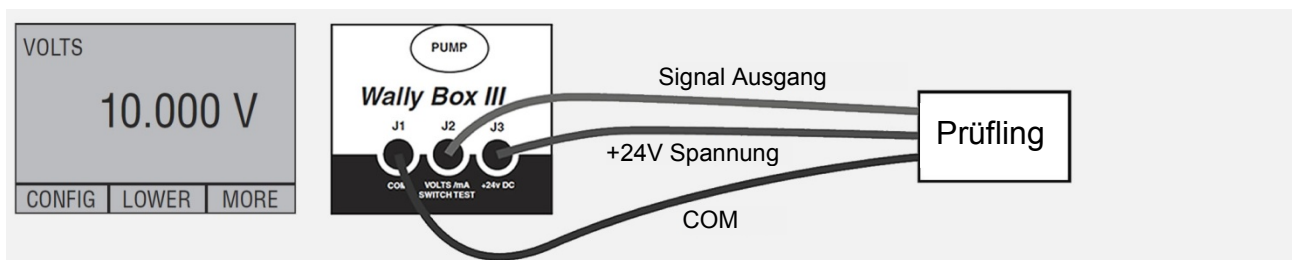 VOLTS
10.000 V
CONFIG LOWER MORE
PUMP
Wally Box III
J1 J2 J3
COM VOLTS /mA +24v DC
SWITCH TEST
Signal Ausgang
+24V Spannung
COM
Prüfling